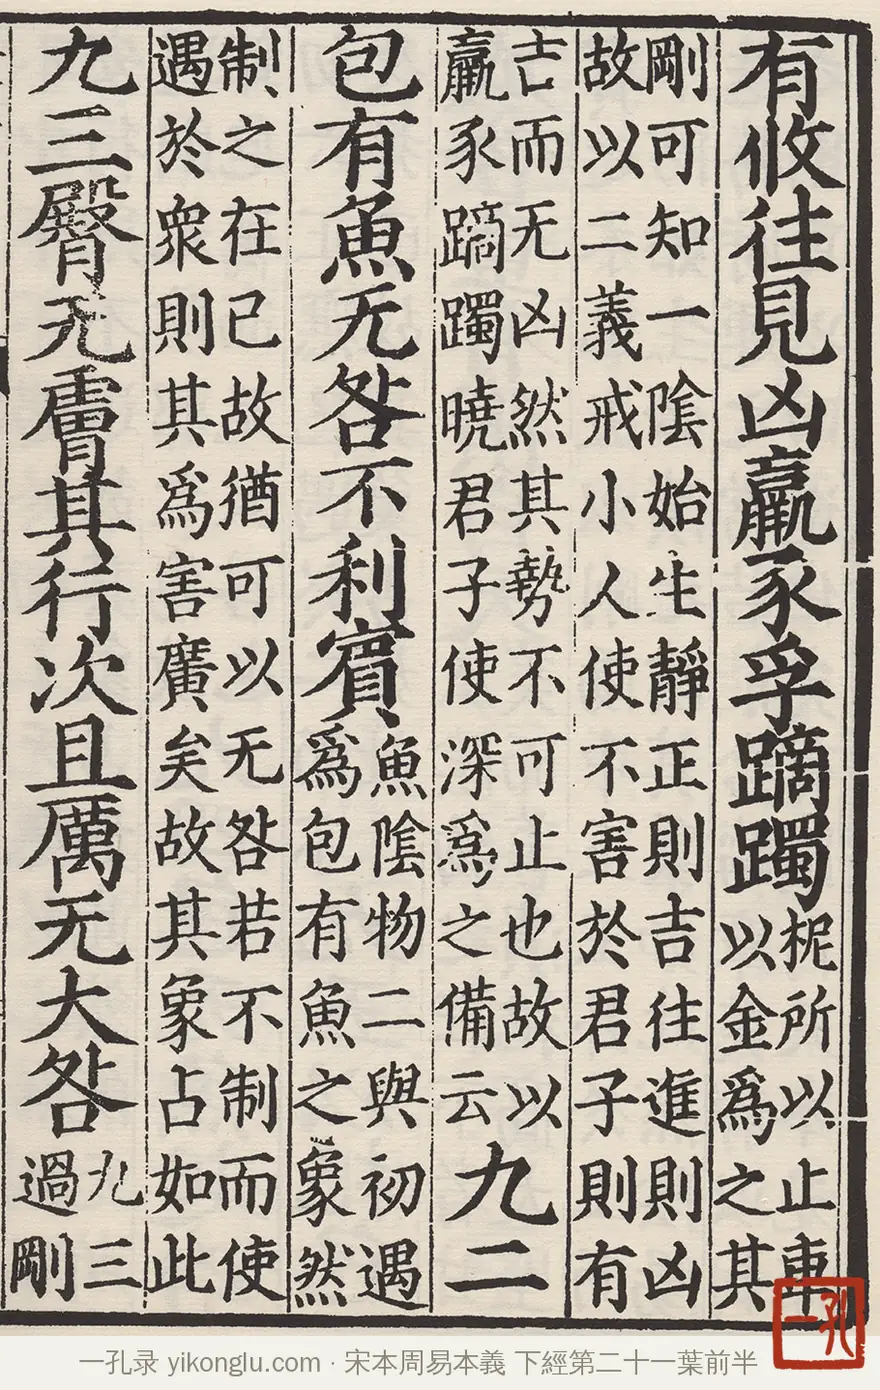 有攸往見凶羸豕孚蹢躅
柅所以止車
以金爲之其
剛可知一陰始生靜正則吉往進則凶
故以二義戒小人使不害於君子則有
吉而无凶然其勢不可止也故以
羸豕蹢躅曉君子使深爲之備云
九二
包有魚无咎不利賓
魚陰物二與初遇
爲包有魚之象然
制之在已故猶可以无咎若不制而使
遇於衆則其爲害廣矣故其象占如此
九三臀无膚其行次且厲无大咎
九三
過剛
一孔录 yikonglu.com · 宋本周易本義 下經第二十一葉前半
一孔